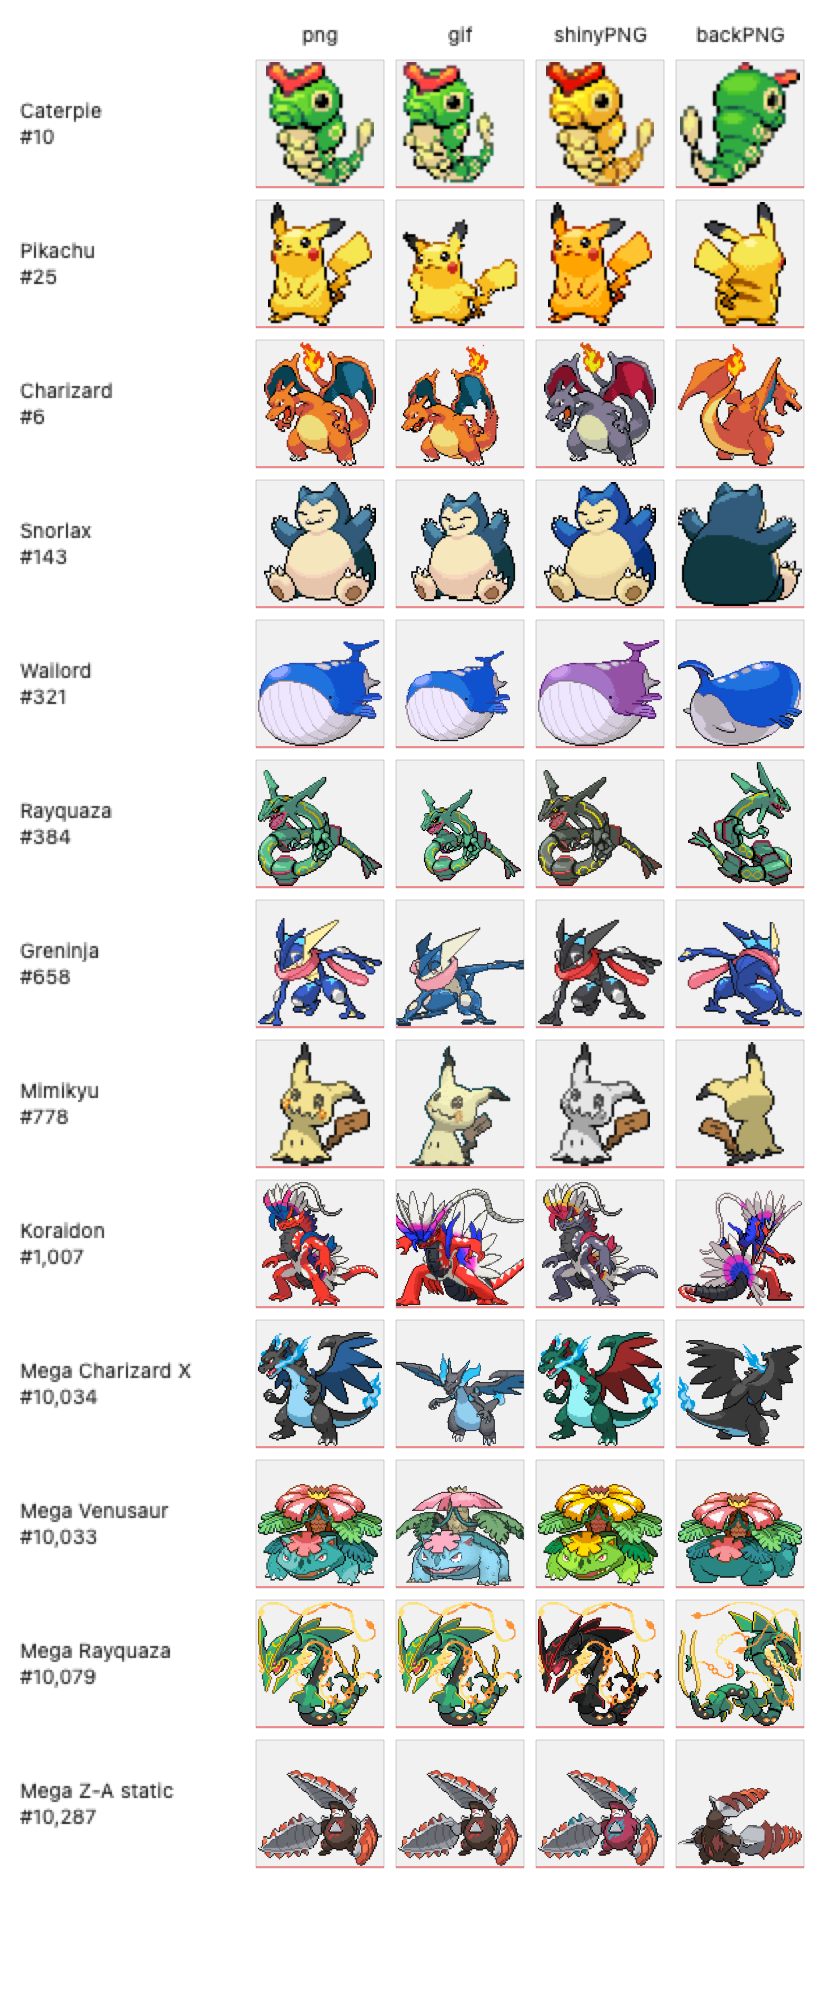 png gif shinyPNG backPNG
Caterpie
#10
Pikachu
#25
Charizard
#6
Snorlax
#143
Wailord
#321
Rayquaza
#384
Greninja
#658
Mimikyu
#778
Koraidon
#1,007
Mega Charizard X
#10,034
Mega Venusaur
#10,033
Mega Rayquaza
#10,079
Mega Z-A static
#10,287